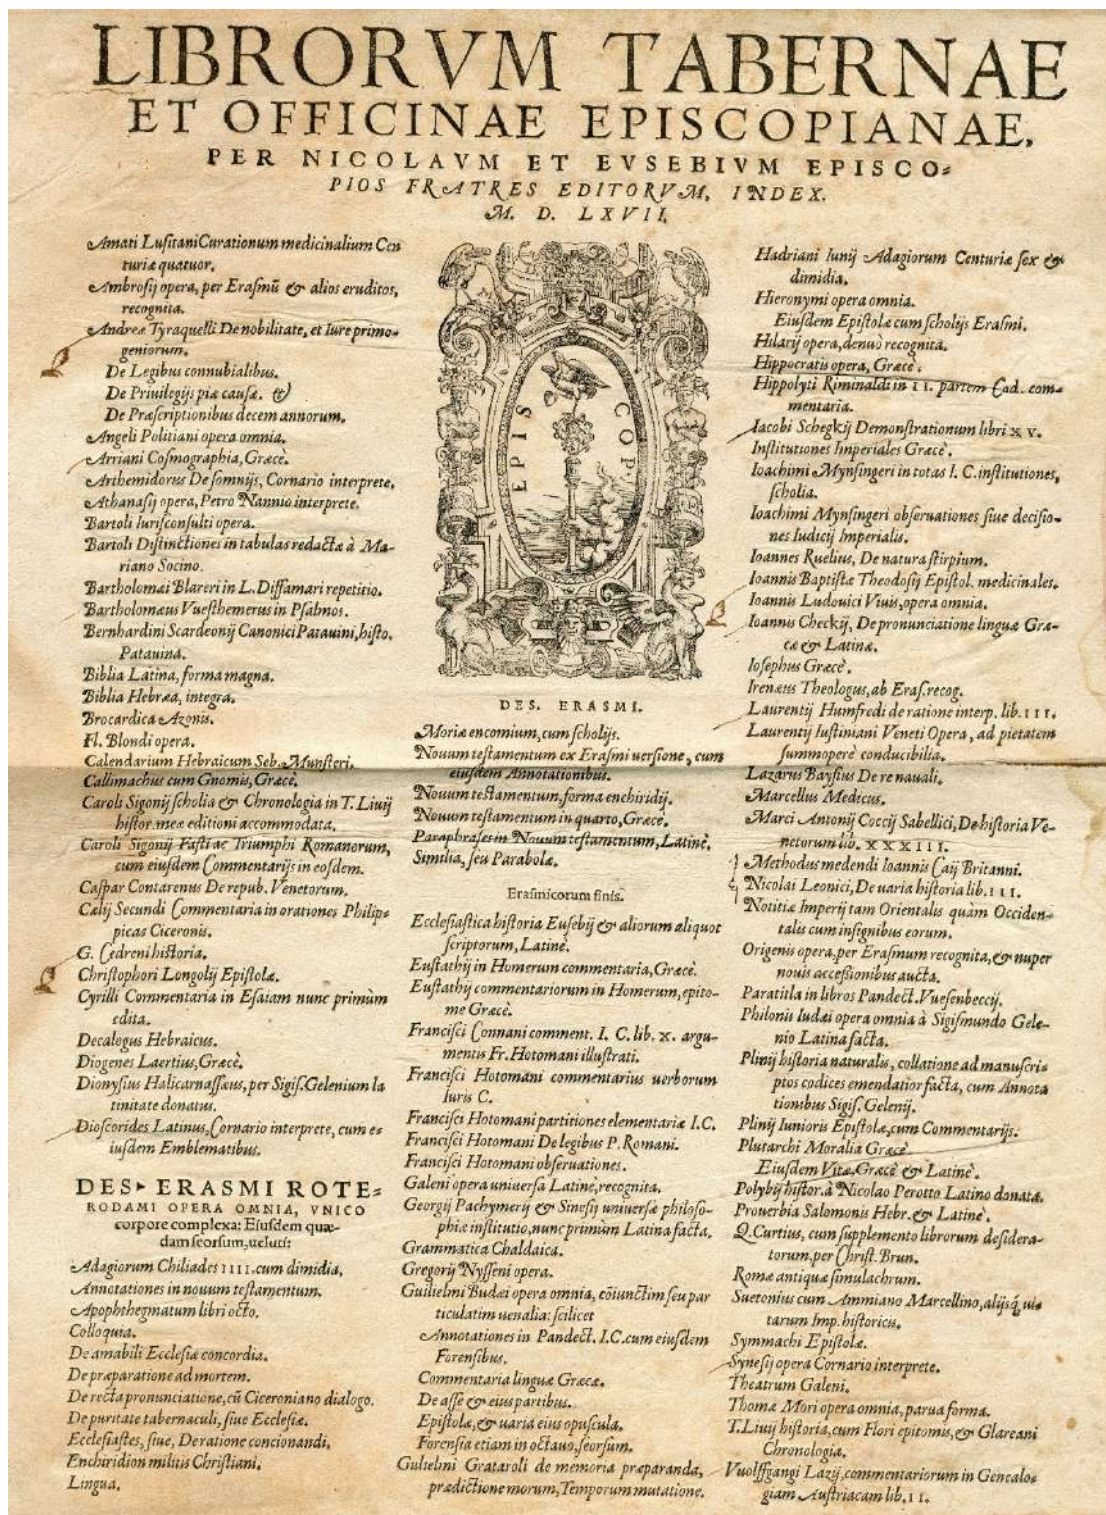 LIBRORVM TABERNAE
ET OFFICINAE EPISCOPIANAE,
PER NICOLAVM ET EVSEBIVM EPISCO=
PIOS FRATRES EDITORVM, INDEX.
M. D. LXVII.
Amati Lusitani Curationum medicinalium Cen
turiæ quatuor.
Ambrosij opera, per Erasmũ & alios eruditos,
recognita.
Andreæ Tyraquelli De nobilitate, et Iure primo-
geniorum.
De Legibus connubialibus.
De Priuilegijs piæ causæ. &
De Præscriptionibus decem annorum.
Angeli Politiani opera omnia.
Arriani Cosmographia, Græcè.
Arthemidorus De somnijs, Cornario interprete.
Athanasij opera, Petro Nannio interprete.
Bartoli Iurisconsulti opera.
Bartoli Distinctiones in tabulas redactæ à Ma-
riano Socino.
Bartholomæi Blareri in L. Diffamari repetitio.
Bartholomæus Vuesthemerus in Psalmos.
Bernhardini Scardeonij Canonici Patauini, histo.
Patauina.
Biblia Latina, forma magna.
Biblia Hebræa, integra.
Brocardica Azonis.
Fl. Blondi opera.
Calendarium Hebraicum Seb. Munsteri.
Callimachus cum Gnomis, Græcè.
Caroli Sigonij scholia & Chronologia in T. Liuij
histor. meæ editioni accommodata.
Caroli Sigonij Fasti ac Triumphi Romanorum,
cum eiusdem Commentarijs in eosdem.
Caspar Contarenus De repub. Venetorum.
Cælij Secundi Commentaria in orationes Philip=
picas Ciceronis.
G. Cedreni historia.
Christophori Longolij Epistolæ.
Cyrilli Commentaria in Esaiam nunc primùm
edita.
Decalogus Hebraicus.
Diogenes Laertius, Græcè.
Dionysius Halicarnassæus, per Sigis. Gelenium la
tinitate donatus.
Dioscorides Latinus, Cornario interprete, cum e=
iusdem Emblematibus.
DES. ERASMI ROTE=
RODAMI OPERA OMNIA, VNICO
corpore complexa: Eiusdem quæ-
dam seorsum, ueluti:
Adagiorum Chiliades IIII. cum dimidia.
Annotationes in nouum testamentum.
Apophthegmatum libri octo.
Colloquia.
De amabili Ecclesiæ concordia.
De præparatione ad mortem.
De recta pronunciatione, cũ Ciceroniano dialogo.
De puritate tabernaculi, siue Ecclesiæ.
Ecclesiastes, siue, De ratione concionandi.
Enchiridion militis Christiani.
Lingua.
EPIS COP.
DES. ERASMI.
Moriæ encomium, cum scholijs.
Nouum testamentum ex Erasmi uersione, cum
eiusdem Annotationibus.
Nouum testamentum, forma enchiridij.
Nouum testamentum in quarto, Græcè.
Paraphrases in Nouum testamentum, Latinè.
Similia, seu Parabolæ.
Erasmicorum finis.
Ecclesiastica historia Eusebij & aliorum aliquot
scriptorum, Latinè.
Eustathij in Homerum commentaria, Græcè.
Eustathij commentariorum in Homerum, epito-
me Græcè.
Francisci Connani comment. I. C. lib. X. argu-
mentis Fr. Hotomani illustrati.
Francisci Hotomani commentarius uerborum
Iuris C.
Francisci Hotomani partitiones elementariæ I.C.
Francisci Hotomani De legibus P. Romani.
Francisci Hotomani obseruationes.
Galeni opera uniuersa Latinè, recognita.
Georgij Pachymerij & Sinesij uniuersæ philoso-
phiæ institutio, nunc primùm Latina facta.
Grammatica Chaldaica.
Gregorij Nysseni opera.
Guilielmi Budæi opera omnia, cõiunctim seu par
ticulatim uenalia: scilicet
Annotationes in Pandect. I.C. cum eiusdem
Forensibus.
Commentaria linguæ Græcæ.
De asse & eius partibus.
Epistolæ, & uaria eius opuscula.
Forensia etiam in octauo, seorsum.
Gulielmi Grataroli de memoria præparanda,
prædictione morum, Temporum mutatione.
Hadriani Iunij Adagiorum Centuriæ sex &
dimidia.
Hieronymi opera omnia.
Eiusdem Epistolæ cum scholijs Erasmi.
Hilarij opera, denuò recognita.
Hippocratis opera, Græcè.
Hippolyti Riminaldi in II. partem Cod. com-
mentaria.
Iacobi Schegkij Demonstrationum libri XV.
Institutiones Imperiales Græcè.
Ioachimi Mynsingeri in totas I. C. institutiones,
scholia.
Ioachimi Mynsingeri obseruationes siue decisio-
nes Iudicij Imperialis.
Ioannes Ruelius, De natura stirpium.
Ioannis Baptistæ Theodosij Epistol. medicinales.
Ioannis Ludouici Viuis, opera omnia.
Ioannis Checkij, De pronunciatione linguæ Græ-
cæ & Latinæ.
Iosephus Græcè.
Irenæus Theologus, ab Eras. recog.
Laurentij Humfredi de ratione interp. lib. III.
Laurentij Iustiniani Veneti Opera, ad pietatem
summopere conducibilia.
Lazarus Baysius De re nauali.
Marcellus Medicus.
Marci Antonij Coccij Sabellici, De historia Ve-
netorum lib. XXXIII.
Methodus medendi Ioannis Caij Britanni.
Nicolai Leonici, De uaria historia lib. III.
Notitiæ Imperij tam Orientalis quàm Occiden-
talis cum insignibus eorum.
Origenis opera, per Erasmum recognita, & nuper
nouis accessionibus aucta.
Paratitla in libros Pandect. Vuesenbeccij.
Philonis Iudæi opera omnia à Sigismundo Gele-
nio Latina facta.
Plinij historia naturalis, collatione ad manuscri-
ptos codices emendatior facta, cum Annota
tionibus Sigis. Gelenij.
Plinij Iunioris Epistolæ, cum Commentarijs.
Plutarchi Moralia Græcè.
Eiusdem Vitæ, Græcè & Latinè.
Polybij histor. à Nicolao Perotto Latino donatæ.
Prouerbia Salomonis Hebr. & Latinè.
Q. Curtius, cum supplemento librorum desidera-
torum, per Christ. Brun.
Romæ antiquæ simulachrum.
Suetonius cum Ammiano Marcellino, alijsq́; ui-
tarum Imp. historicis.
Symmachi Epistolæ.
Synesij opera Cornario interprete.
Theatrum Galeni.
Thomæ Mori opera omnia, parua forma.
T. Liuij historia, cum Flori epitomis, & Glareani
Chronologia.
Vuolffgangi Lazij, commentariorum in Genealo=
giam Austriacam lib. II.